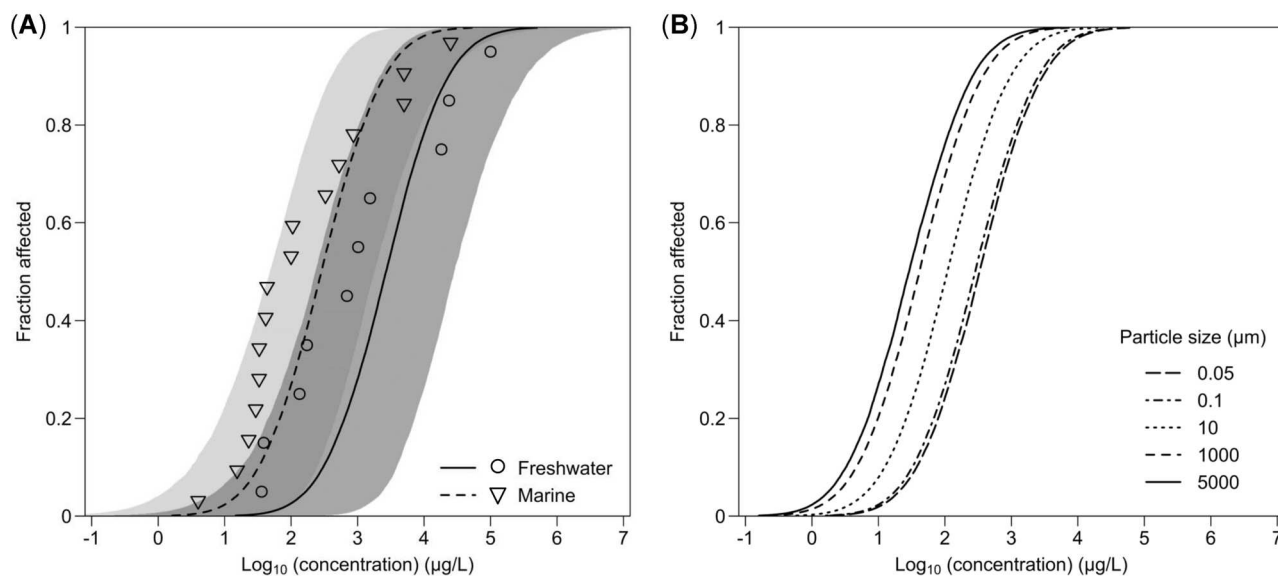 (A)
1
0.8
0.6
0.4
0.2
0
Fraction affected
-1 0 1 2 3 4 5 6 7
Log₁₀ (concentration) (µg/L)
Freshwater
Marine
(B)
1
0.8
0.6
0.4
0.2
0
Fraction affected
-1 0 1 2 3 4 5 6 7
Log₁₀ (concentration) (µg/L)
Particle size (µm)
0.05
0.1
10
1000
5000